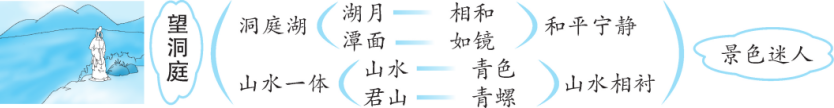 望洞庭
洞庭湖
湖月 — 相和
潭面 — 如镜
和平宁静
山水一体
山水 — 青色
君山 — 青螺
山水相衬
景色迷人